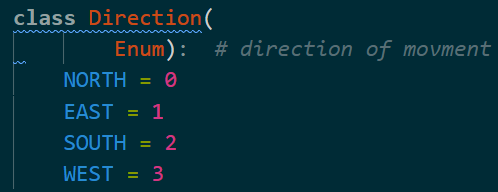 class Direction(
        Enum):  # direction of movment
    NORTH = 0
    EAST = 1
    SOUTH = 2
    WEST = 3